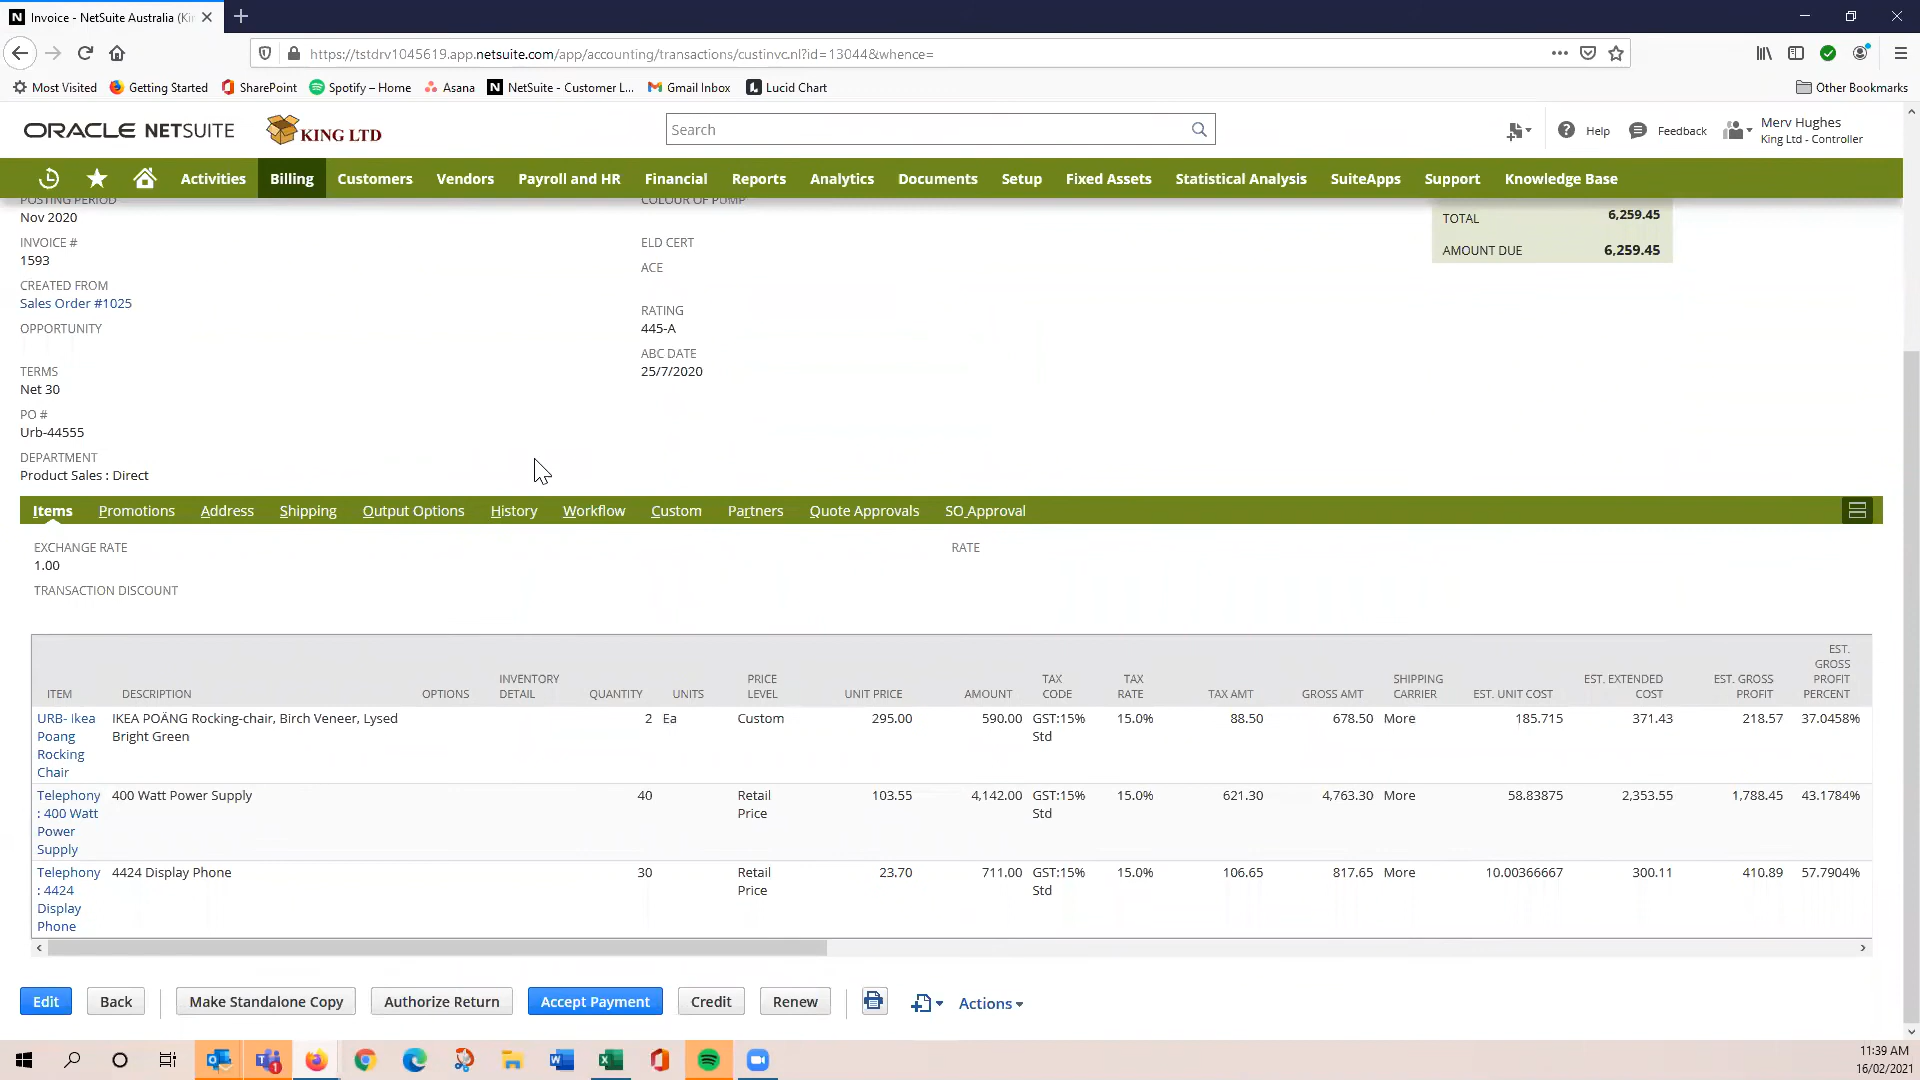 Invoice - NetSuite Australia (Ki
https://tstdrv1045619.app.netsuite.com/app/accounting/transactions/custinvc.nl?id=13044&whence=
Most Visited Getting Started SharePoint Spotify – Home Asana NetSuite - Customer L... Gmail Inbox Lucid Chart Other Bookmarks
ORACLE NETSUITE KING LTD Search Help Feedback Merv Hughes
King Ltd - Controller
Activities Billing Customers Vendors Payroll and HR Financial Reports Analytics Documents Setup Fixed Assets Statistical Analysis SuiteApps Support Knowledge Base
POSTING PERIOD
Nov 2020
INVOICE #
1593
CREATED FROM
Sales Order #1025
OPPORTUNITY
TERMS
Net 30
PO #
Urb-44555
DEPARTMENT
Product Sales : Direct
COLOUR OF PUMP
ELD CERT
ACE
RATING
445-A
ABC DATE
25/7/2020
TOTAL 6,259.45
AMOUNT DUE 6,259.45
Items Promotions Address Shipping Output Options History Workflow Custom Partners Quote Approvals SO Approval
EXCHANGE RATE
1.00
TRANSACTION DISCOUNT
RATE
ITEM DESCRIPTION OPTIONS INVENTORY DETAIL QUANTITY UNITS PRICE LEVEL UNIT PRICE AMOUNT TAX CODE TAX RATE TAX AMT GROSS AMT SHIPPING CARRIER EST. UNIT COST EST. EXTENDED COST EST. GROSS PROFIT EST. GROSS PROFIT PERCENT
URB- Ikea IKEA POÄNG Rocking-chair, Birch Veneer, Lysed 2 Ea Custom 295.00 590.00 GST:15% 15.0% 88.50 678.50 More 185.715 371.43 218.57 37.0458%
Poang Bright Green Std
Rocking
Chair
Telephony 400 Watt Power Supply 40 Retail 103.55 4,142.00 GST:15% 15.0% 621.30 4,763.30 More 58.83875 2,353.55 1,788.45 43.1784%
: 400 Watt Price Std
Power
Supply
Telephony 4424 Display Phone 30 Retail 23.70 711.00 GST:15% 15.0% 106.65 817.65 More 10.00366667 300.11 410.89 57.7904%
: 4424 Price Std
Display
Phone
Edit Back Make Standalone Copy Authorize Return Accept Payment Credit Renew Actions
11:39 AM
16/02/2021